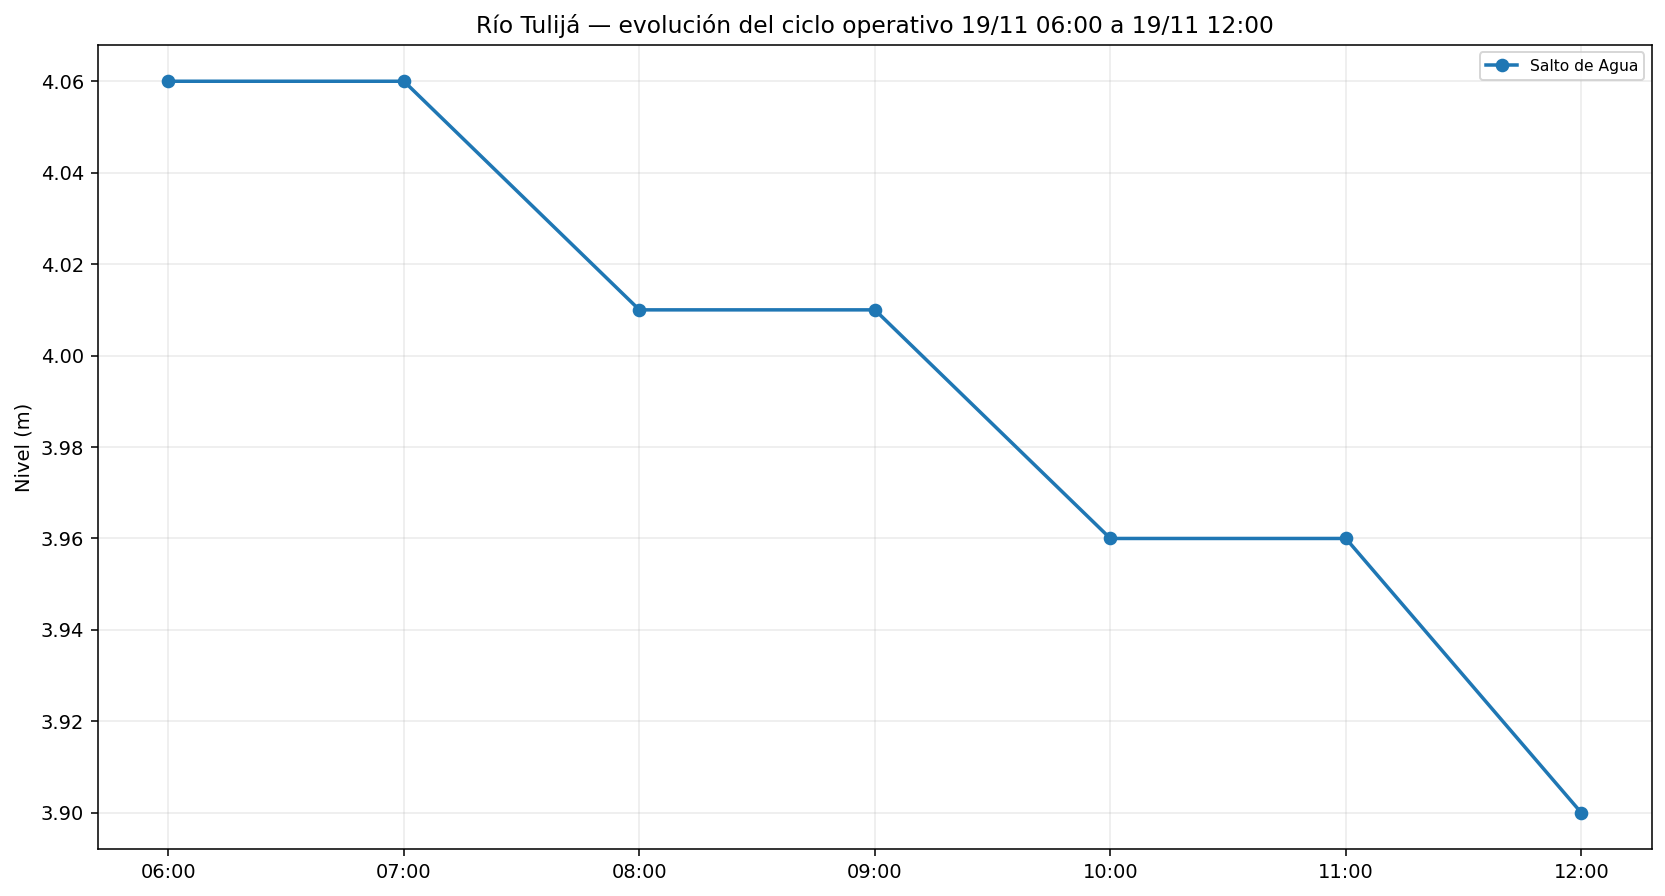 Río Tulijá — evolución del ciclo operativo 19/11 06:00 a 19/11 12:00
Salto de Agua
Nivel (m)
4.06
4.04
4.02
4.00
3.98
3.96
3.94
3.92
3.90
06:00 07:00 08:00 09:00 10:00 11:00 12:00